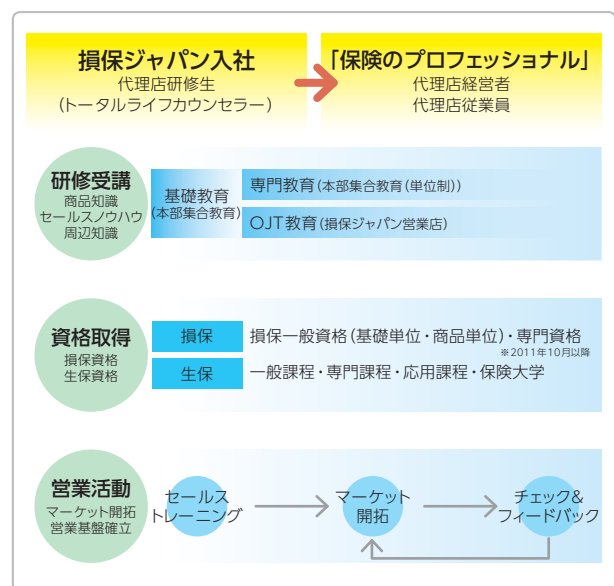 損保ジャパン入社
代理店研修生
(トータルライフカウンセラー)
「保険のプロフェッショナル」
代理店経営者
代理店従業員
研修受講
商品知識
セールスノウハウ
周辺知識
基礎教育
(本部集合教育)
専門教育(本部集合教育(単位制))
OJT教育(損保ジャパン営業店)
資格取得
損保資格
生保資格
損保
損保一般資格(基礎単位・商品単位)・専門資格
※2011年10月以降
生保
一般課程・専門課程・応用課程・保険大学
営業活動
マーケット開拓
営業基盤確立
セールス
トレーニング
マーケット
開拓
チェック&
フィードバック